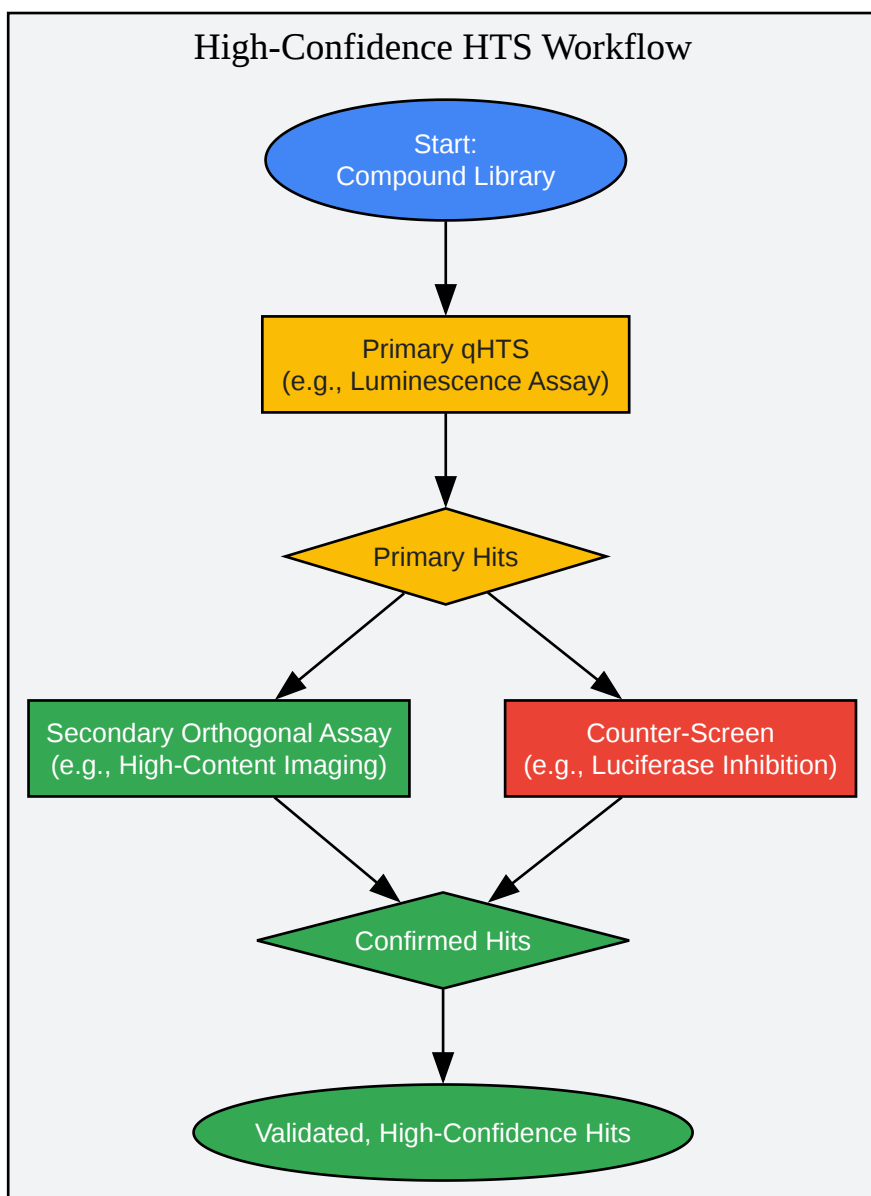 High-Confidence HTS Workflow
Start:
Compound Library
Primary qHTS
(e.g., Luminescence Assay)
Primary Hits
Secondary Orthogonal Assay
(e.g., High-Content Imaging)
Counter-Screen
(e.g., Luciferase Inhibition)
Confirmed Hits
Validated, High-Confidence Hits